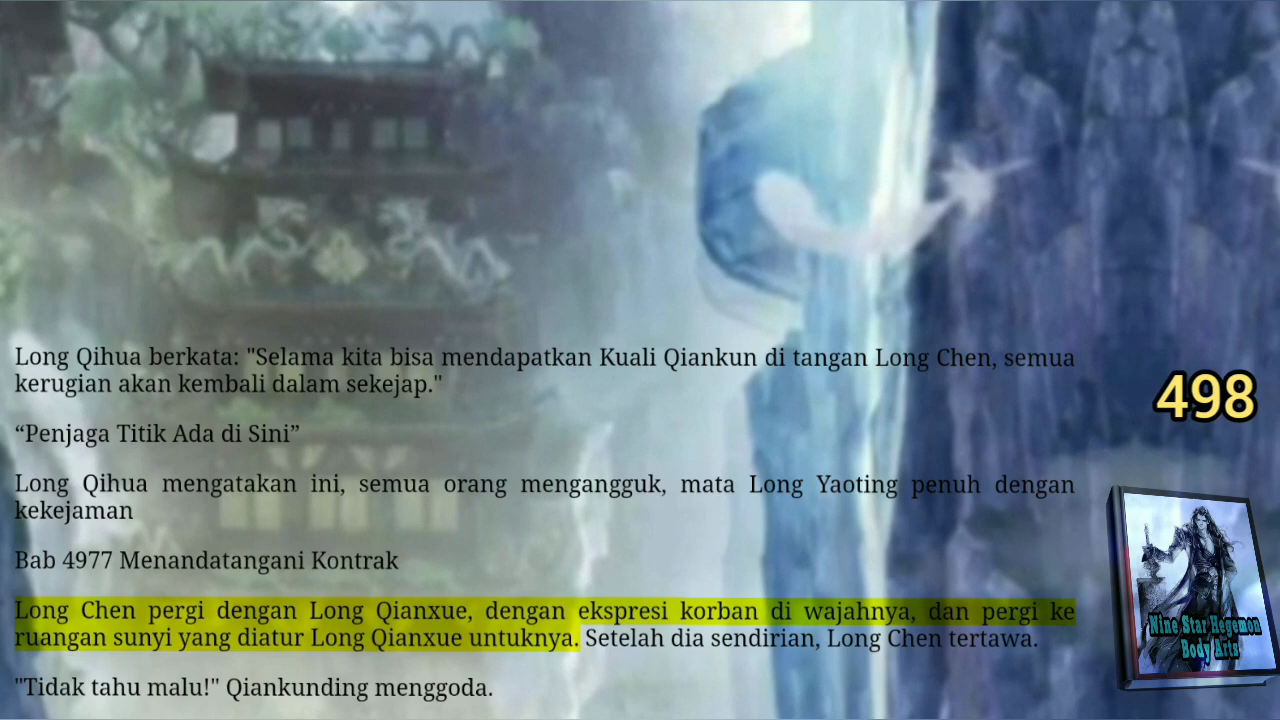 Long Qihua berkata: "Selama kita bisa mendapatkan Kuali Qiankun di tangan Long Chen, semua
kerugian akan kembali dalam sekejap."
“Penjaga Titik Ada di Sini”
Long Qihua mengatakan ini, semua orang mengangguk, mata Long Yaoting penuh dengan
kekejaman
Bab 4977 Menandatangani Kontrak
Long Chen pergi dengan Long Qianxue, dengan ekspresi korban di wajahnya, dan pergi ke
ruangan sunyi yang diatur Long Qianxue untuknya. Setelah dia sendirian, Long Chen tertawa.
"Tidak tahu malu!" Qiankunding menggoda.
498
Nine Star Hegemon
Body Arts